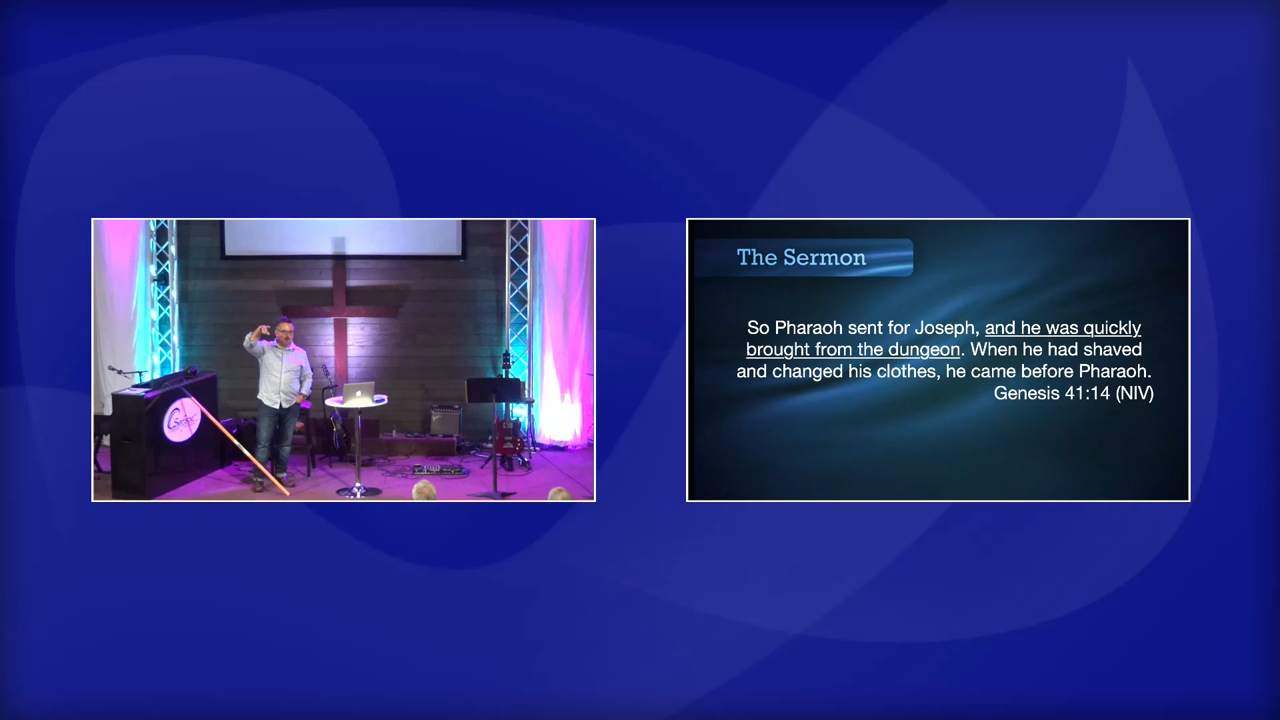 The Sermon
So Pharaoh sent for Joseph, and he was quickly
brought from the dungeon. When he had shaved
and changed his clothes, he came before Pharaoh.
Genesis 41:14 (NIV)